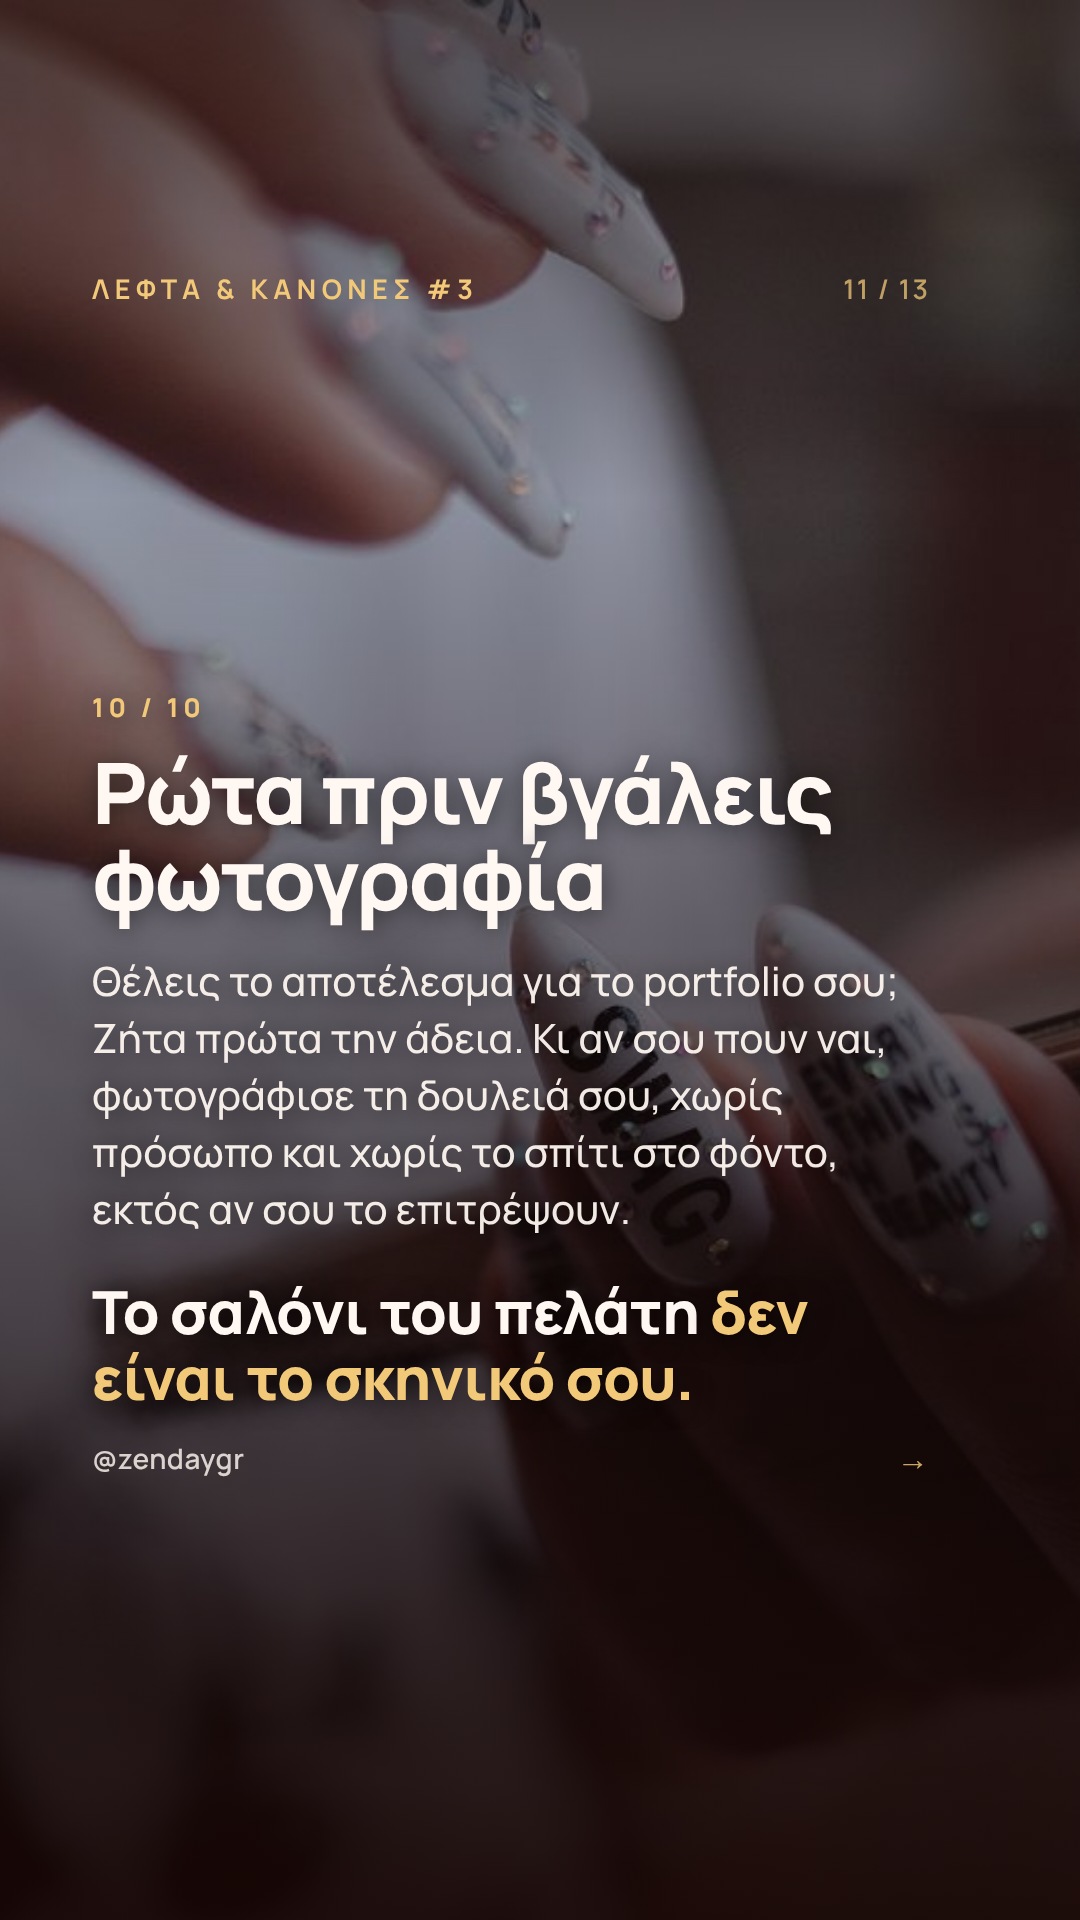 ΛΕΦΤΑ & ΚΑΝΟΝΕΣ #3
11 / 13
10 / 10
Ρώτα πριν βγάλεις
φωτογραφία
Θέλεις το αποτέλεσμα για το portfolio σου;
Ζήτα πρώτα την άδεια. Κι αν σου πουν ναι,
φωτογράφισε τη δουλειά σου, χωρίς
πρόσωπο και χωρίς το σπίτι στο φόντο,
εκτός αν σου το επιτρέψουν.
Το σαλόνι του πελάτη δεν
είναι το σκηνικό σου.
@zendaygr
→